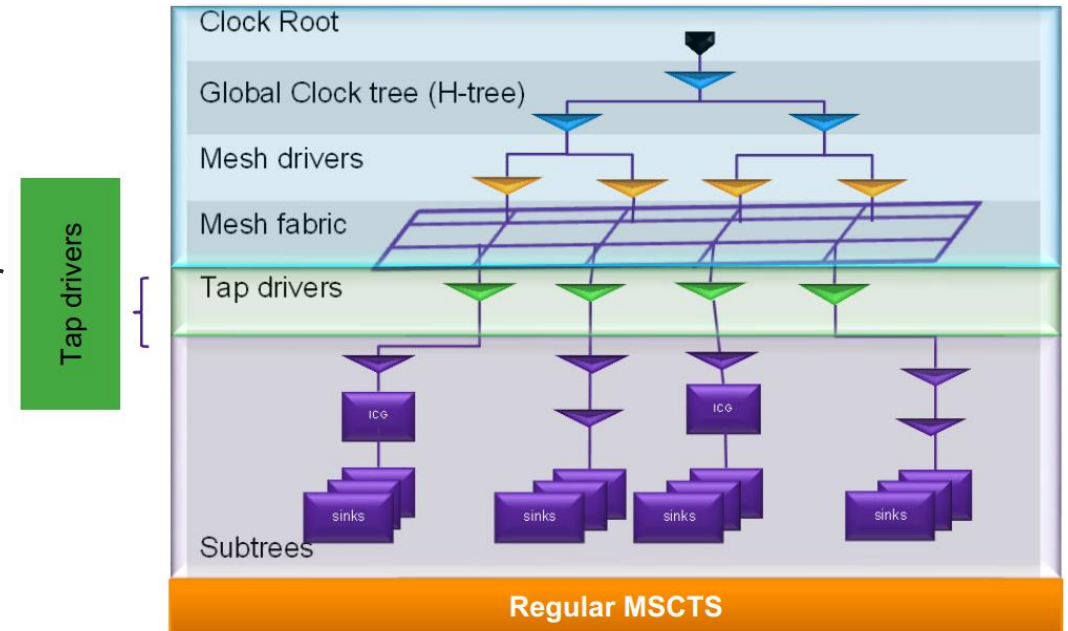 Clock Root
Global Clock tree (H-tree)
Mesh drivers
Mesh fabric
Tap drivers
Tap drivers
ICG
ICG
sinks
sinks
sinks
sinks
Subtrees
Regular MSCTS